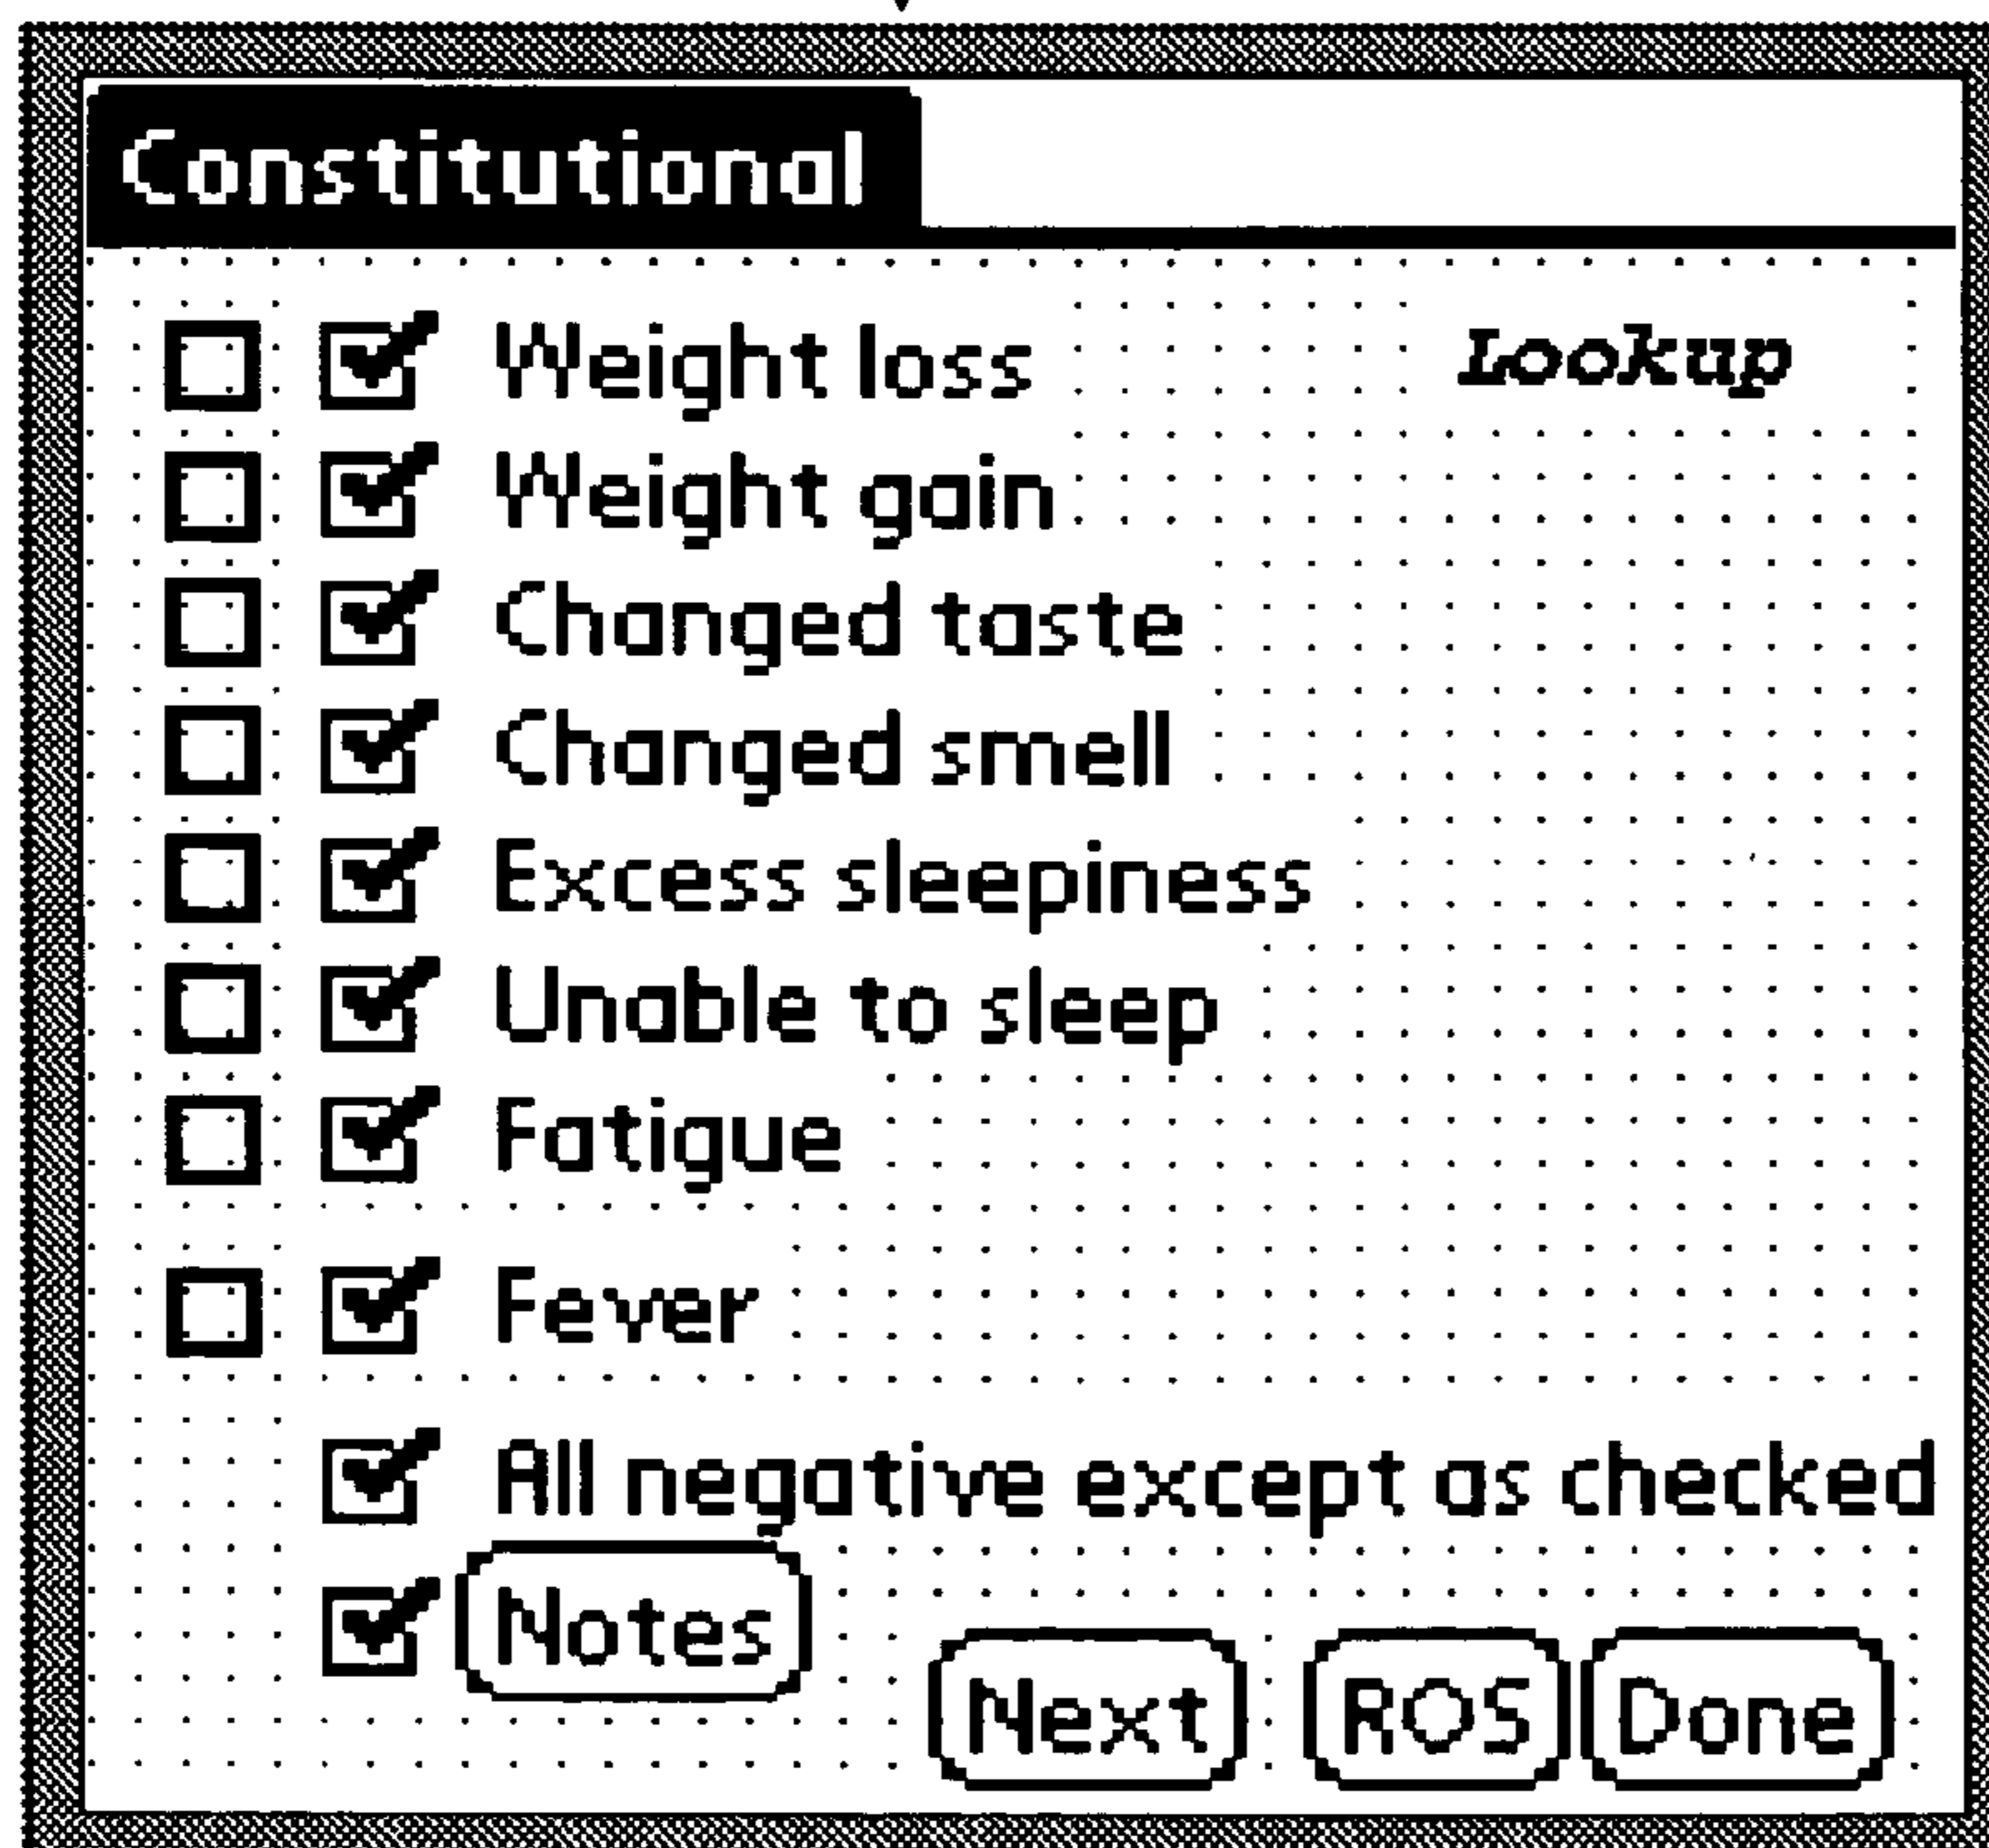 Constitutional
Weight loss Lookup
Weight gain
Changed taste
Changed smell
Excess sleepiness
Unable to sleep
Fatigue
Fever
All negative except as checked
Notes
Next ROS Done